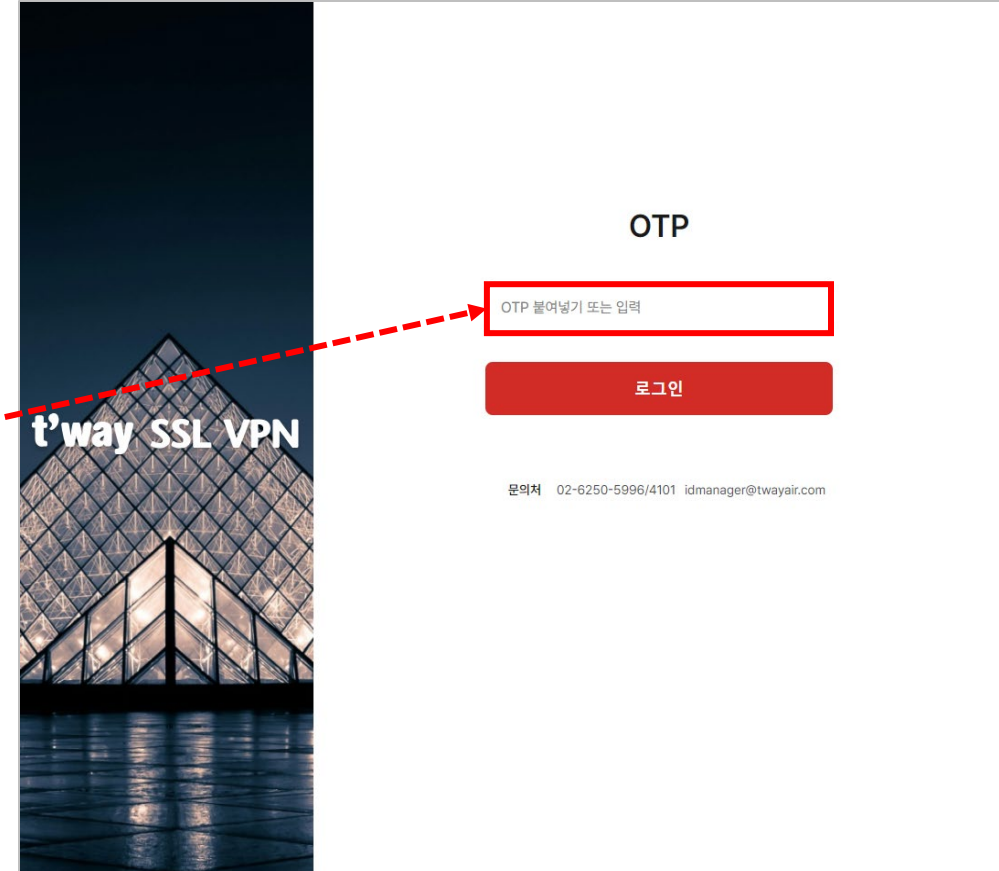 OTP
OTP 붙여넣기 또는 입력
로그인
t'way SSL VPN
문의처 02-6250-5996/4101 idmanager@twayair.com